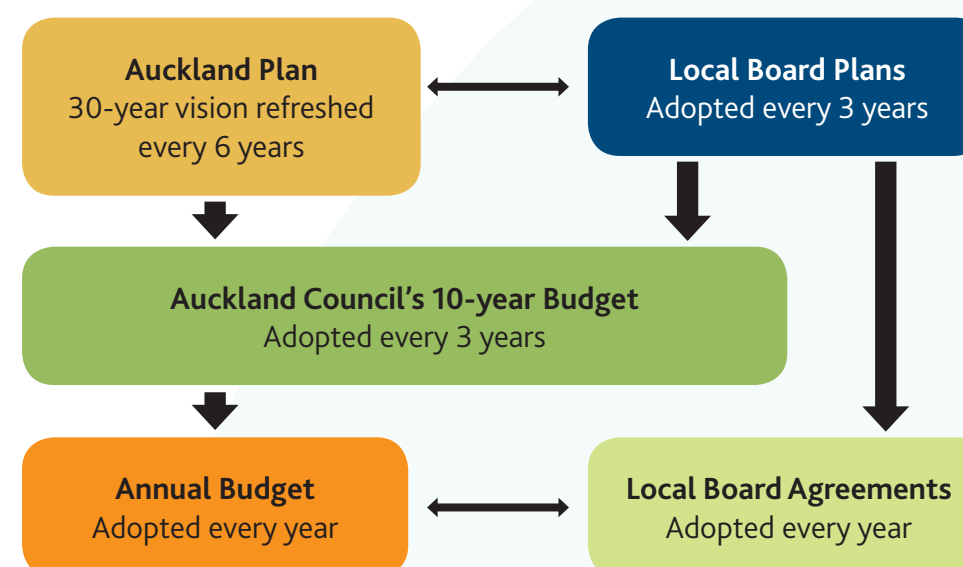 Auckland Plan
30-year vision refreshed
every 6 years
Local Board Plans
Adopted every 3 years
Auckland Council’s 10-year Budget
Adopted every 3 years
Annual Budget
Adopted every year
Local Board Agreements
Adopted every year